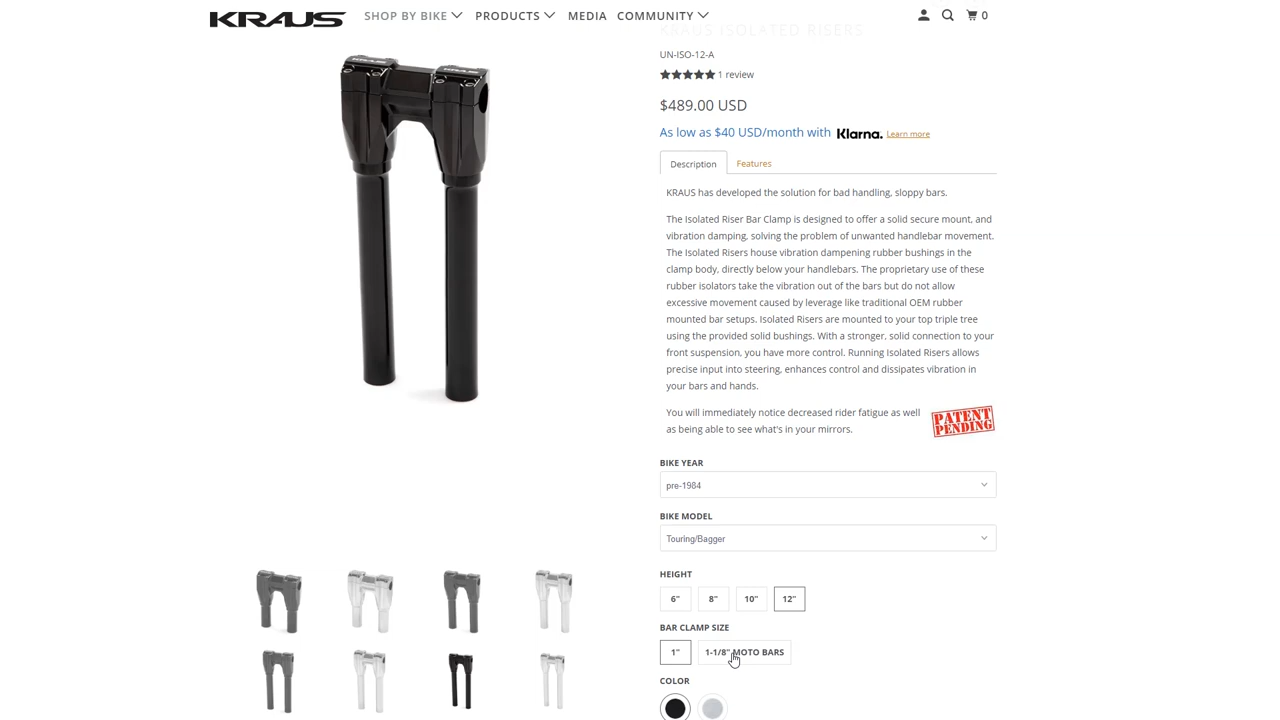 KRAUS SHOP BY BIKE PRODUCTS MEDIA COMMUNITY 0
KRAUS ISOLATED RISERS
UN-ISO-12-A
1 review
$489.00 USD
As low as $40 USD/month with Klarna. Learn more
Description Features
KRAUS has developed the solution for bad handling, sloppy bars.
The Isolated Riser Bar Clamp is designed to offer a solid secure mount, and
vibration damping, solving the problem of unwanted handlebar movement.
The Isolated Risers house vibration dampening rubber bushings in the
clamp body, directly below your handlebars. The proprietary use of these
rubber isolators take the vibration out of the bars but do not allow
excessive movement caused by leverage like traditional OEM rubber
mounted bar setups. Isolated Risers are mounted to your top triple tree
using the provided solid bushings. With a stronger, solid connection to your
front suspension, you have more control. Running Isolated Risers allows
precise input into steering, enhances control and dissipates vibration in
your bars and hands.
You will immediately notice decreased rider fatigue as well
as being able to see what's in your mirrors.
PATENT
PENDING
BIKE YEAR
pre-1984
BIKE MODEL
Touring/Bagger
HEIGHT
6" 8" 10" 12"
BAR CLAMP SIZE
1" 1-1/8" MOTO BARS
COLOR